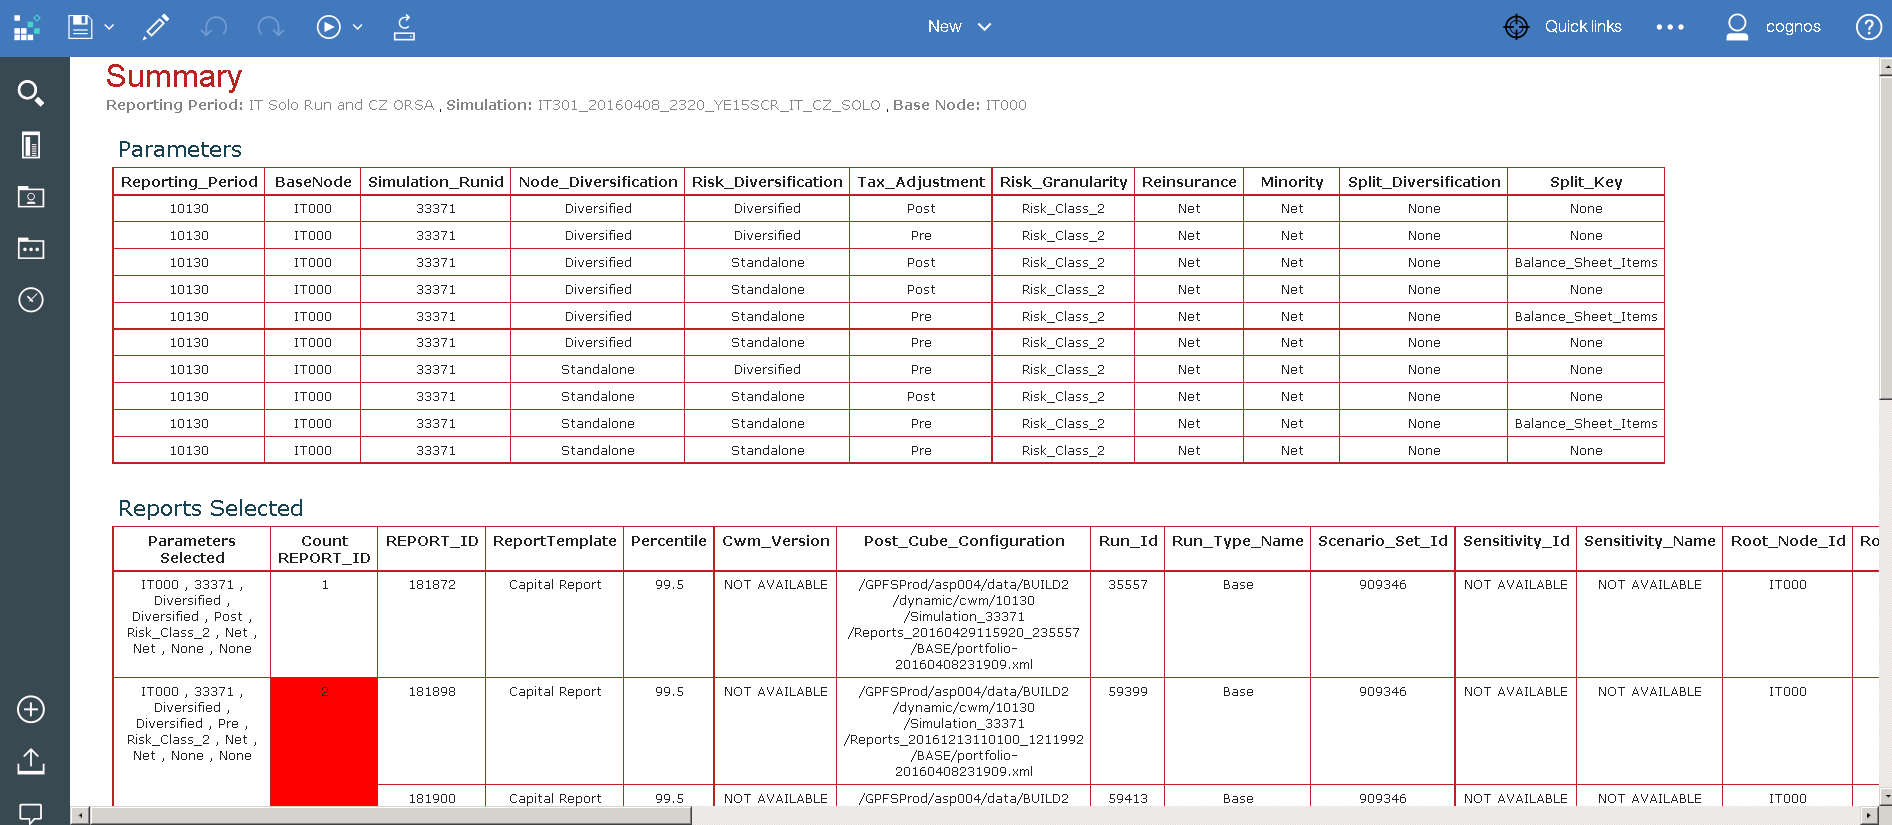 New
Quick links
cognos
Summary
Reporting Period: IT Solo Run and CZ ORSA , Simulation: IT301_20160408_2320_YE15SCR_IT_CZ_SOLO , Base Node: IT000
Parameters
Reporting_Period BaseNode Simulation_Runid Node_Diversification Risk_Diversification Tax_Adjustment Risk_Granularity Reinsurance Minority Split_Diversification Split_Key
10130 IT000 33371 Diversified Diversified Post Risk_Class_2 Net Net None None
10130 IT000 33371 Diversified Diversified Pre Risk_Class_2 Net Net None None
10130 IT000 33371 Diversified Standalone Post Risk_Class_2 Net Net None Balance_Sheet_Items
10130 IT000 33371 Diversified Standalone Post Risk_Class_2 Net Net None None
10130 IT000 33371 Diversified Standalone Pre Risk_Class_2 Net Net None Balance_Sheet_Items
10130 IT000 33371 Diversified Standalone Pre Risk_Class_2 Net Net None None
10130 IT000 33371 Standalone Diversified Pre Risk_Class_2 Net Net None None
10130 IT000 33371 Standalone Standalone Post Risk_Class_2 Net Net None None
10130 IT000 33371 Standalone Standalone Pre Risk_Class_2 Net Net None Balance_Sheet_Items
10130 IT000 33371 Standalone Standalone Pre Risk_Class_2 Net Net None None
Reports Selected
Parameters Count REPORT_ID ReportTemplate Percentile Cwm_Version Post_Cube_Configuration Run_Id Run_Type_Name Scenario_Set_Id Sensitivity_Id Sensitivity_Name Root_Node_Id Ro
Selected REPORT_ID
IT000 , 33371 , 1 181872 Capital Report 99.5 NOT AVAILABLE /GPFSProd/asp004/data/BUILD2 35557 Base 909346 NOT AVAILABLE NOT AVAILABLE IT000
Diversified , /dynamic/cwm/10130
Diversified , Post , /Simulation_33371
Risk_Class_2 , Net , /Reports_20160429115920_235557
Net , None , None /BASE/portfolio-
20160408231909.xml
IT000 , 33371 , 2 181898 Capital Report 99.5 NOT AVAILABLE /GPFSProd/asp004/data/BUILD2 59399 Base 909346 NOT AVAILABLE NOT AVAILABLE IT000
Diversified , /dynamic/cwm/10130
Diversified , Pre , /Simulation_33371
Risk_Class_2 , Net , /Reports_20161213110100_1211992
Net , None , None /BASE/portfolio-
20160408231909.xml
181900 Capital Report 99.5 NOT AVAILABLE /GPFSProd/asp004/data/BUILD2 59413 Base 909346 NOT AVAILABLE NOT AVAILABLE IT000